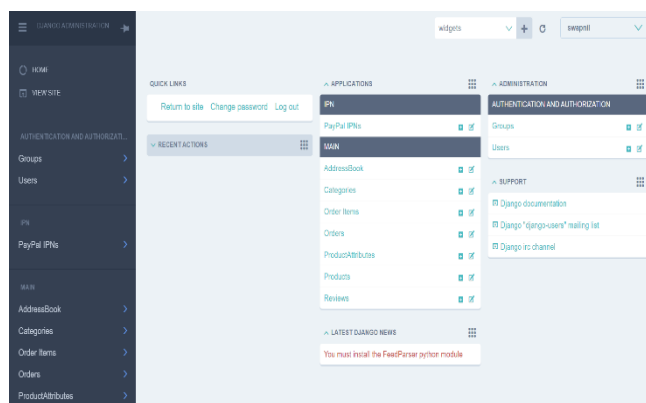 DJANGO ADMINISTRATION
HOME
VIEW SITE
AUTHENTICATION AND AUTHORIZATI...
Groups
Users
IPN
PayPal IPNs
MAIN
AddressBook
Categories
Order Items
Orders
ProductAttributes
widgets
swapnil
QUICK LINKS
Return to site Change password Log out
RECENT ACTIONS
APPLICATIONS
IPN
PayPal IPNs
MAIN
AddressBook
Categories
Order Items
Orders
ProductAttributes
Products
Reviews
LATEST DJANGO NEWS
You must install the FeedParser python module
ADMINISTRATION
AUTHENTICATION AND AUTHORIZATION
Groups
Users
SUPPORT
Django documentation
Django "django-users" mailing list
Django irc channel